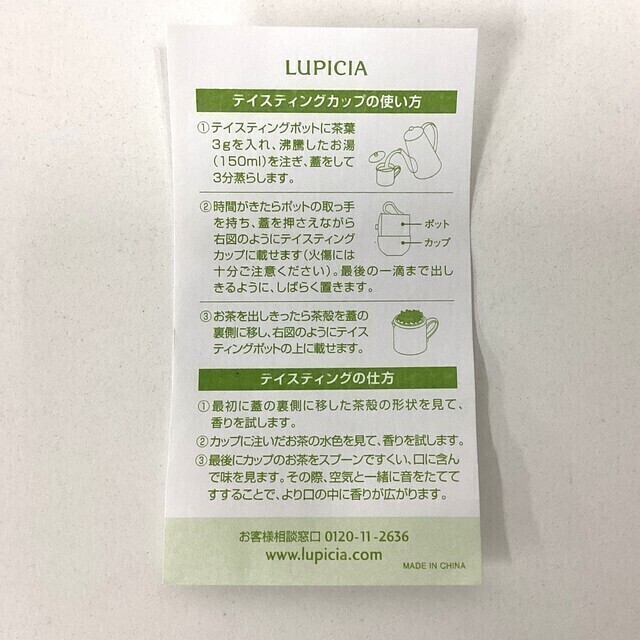 LUPICIA
テイスティングカップの使い方
①テイスティングポットに茶葉
3gを入れ、沸騰したお湯
(150ml)を注ぎ、蓋をして
3分蒸らします。
②時間がきたらポットの取っ手
を持ち、蓋を押さえながら
右図のようにテイスティング
カップに載せます(火傷には
十分ご注意ください)。最後の一滴まで出し
きるように、しばらく置きます。
ポット
カップ
③お茶を出しきったら茶殻を蓋の
裏側に移し、右図のようにテイス
ティングポットの上に載せます。
テイスティングの仕方
①最初に蓋の裏側に移した茶殻の形状を見て、
香りを試します。
②カップに注いだお茶の水色を見て、香りを試します。
③最後にカップのお茶をスプーンですくい、口に含ん
で味を見ます。その際、空気と一緒に音をたてて
すすることで、より口の中に香りが広がります。
お客様相談窓口 0120-11-2636
www.lupicia.com
MADE IN CHINA